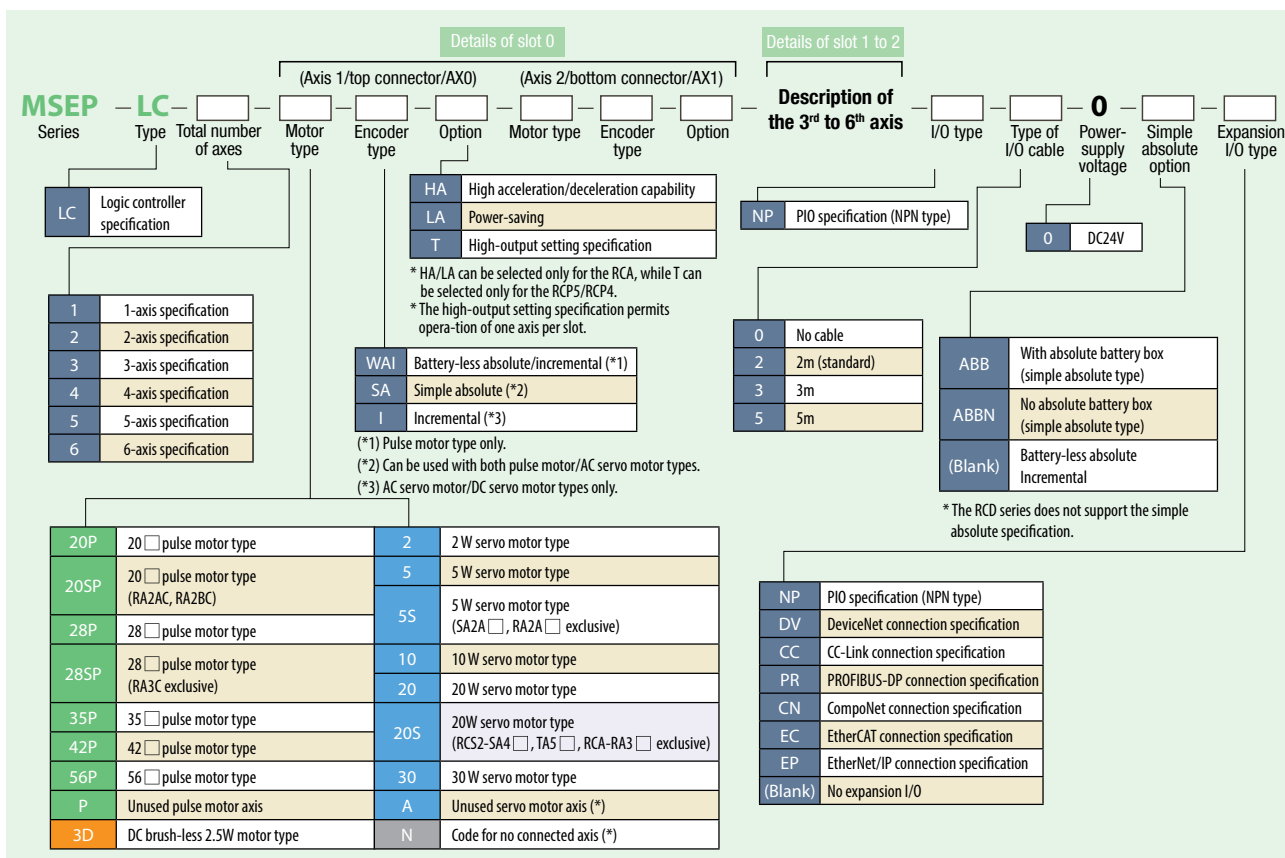 Details of slot 0
Details of slot 1 to 2
(Axis 1/top connector/AX0)
(Axis 2/bottom connector/AX1)
MSEP – LC – □ – □ – □ – □ – □ – □ – □ – Description of the 3rd to 6th axis – □ – □ – 0 – □ – □
Series
Type
Total number
of axes
Motor
type
Encoder
type
Option
Motor type
Encoder
type
Option
I/O type
Type of
I/O cable
Power-
supply
voltage
Simple
absolute
option
Expansion
I/O type
LC Logic controller
specification
HA High acceleration/deceleration capability
LA Power-saving
T High-output setting specification
* HA/LA can be selected only for the RCA, while T can
be selected only for the RCP5/RCP4.
* The high-output setting specification permits
opera-tion of one axis per slot.
NP PIO specification (NPN type)
0 DC24V
1 1-axis specification
2 2-axis specification
3 3-axis specification
4 4-axis specification
5 5-axis specification
6 6-axis specification
WAI Battery-less absolute/incremental (*1)
SA Simple absolute (*2)
I Incremental (*3)
(*1) Pulse motor type only.
(*2) Can be used with both pulse motor/AC servo motor types.
(*3) AC servo motor/DC servo motor types only.
0 No cable
2 2m (standard)
3 3m
5 5m
ABB With absolute battery box
(simple absolute type)
ABBN No absolute battery box
(simple absolute type)
(Blank) Battery-less absolute
Incremental
* The RCD series does not support the simple
absolute specification.
20P 20 □ pulse motor type
20SP 20 □ pulse motor type
(RA2AC, RA2BC)
28P 28 □ pulse motor type
28SP 28 □ pulse motor type
(RA3C exclusive)
35P 35 □ pulse motor type
42P 42 □ pulse motor type
56P 56 □ pulse motor type
P Unused pulse motor axis
3D DC brush-less 2.5W motor type
2 2 W servo motor type
5 5 W servo motor type
5S 5 W servo motor type
(SA2A □ , RA2A □ exclusive)
10 10 W servo motor type
20 20 W servo motor type
20S 20W servo motor type
(RCS2-SA4 □ , TA5 □ , RCA-RA3 □ exclusive)
30 30 W servo motor type
A Unused servo motor axis (*)
N Code for no connected axis (*)
NP PIO specification (NPN type)
DV DeviceNet connection specification
CC CC-Link connection specification
PR PROFIBUS-DP connection specification
CN CompoNet connection specification
EC EtherCAT connection specification
EP EtherNet/IP connection specification
(Blank) No expansion I/O